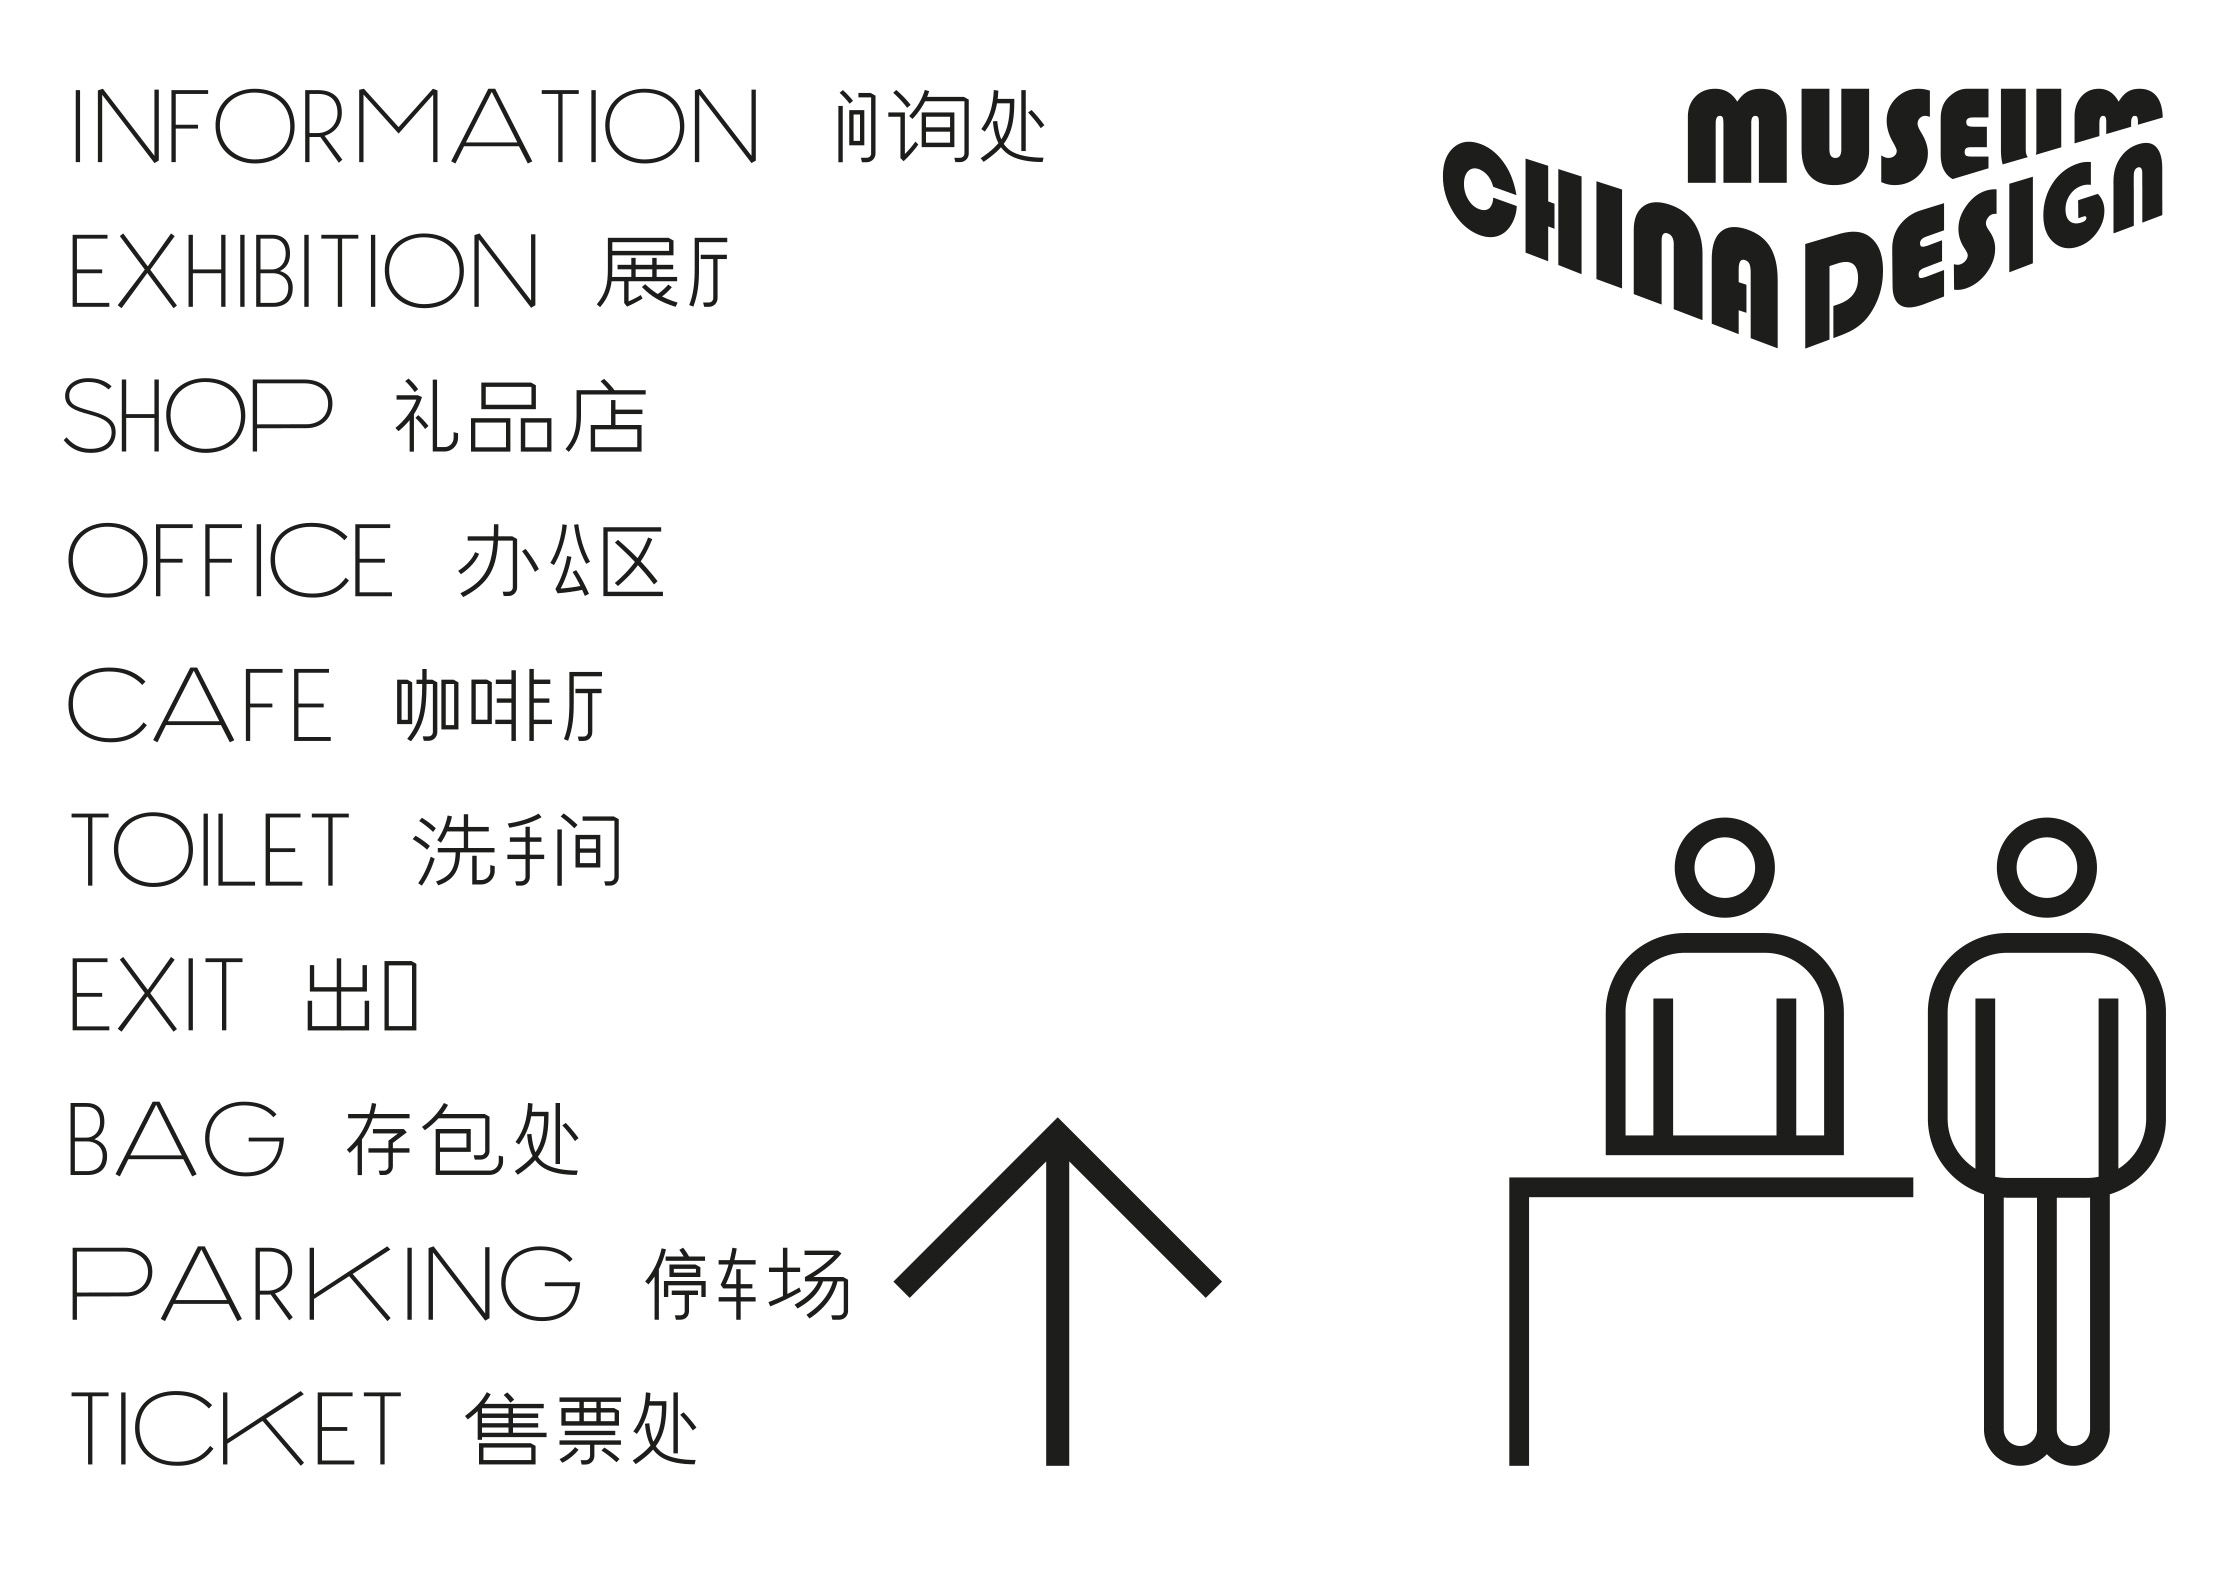 INFORMATION 问询处
EXHIBITION 展厅
SHOP 礼品店
OFFICE 办公区
CAFE 咖啡厅
TOILET 洗手间
EXIT 出口
BAG 存包处
PARKING 停车场
TICKET 售票处
MUSEUM
CHINA DESIGN